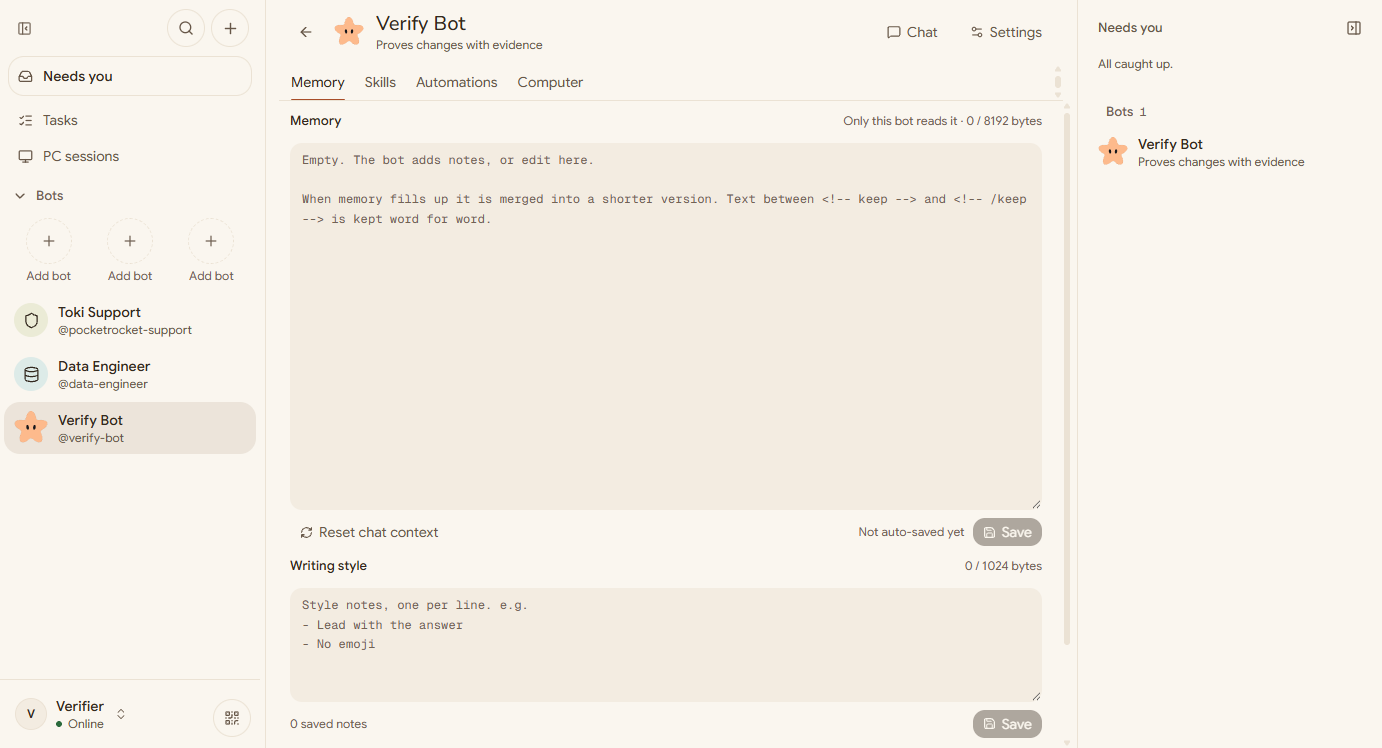 Needs you
Tasks
PC sessions
Bots
Add bot
Add bot
Add bot
Toki Support
@pocketrocket-support
Data Engineer
@data-engineer
Verify Bot
@verify-bot
V
Verifier
Online
Verify Bot
Proves changes with evidence
Chat
Settings
Memory
Skills
Automations
Computer
Memory
Only this bot reads it · 0 / 8192 bytes
Empty. The bot adds notes, or edit here.
When memory fills up it is merged into a shorter version. Text between <!-- keep --> and <!-- /keep
--> is kept word for word.
Reset chat context
Not auto-saved yet
Save
Writing style
0 / 1024 bytes
Style notes, one per line. e.g.
- Lead with the answer
- No emoji
0 saved notes
Save
Needs you
All caught up.
Bots 1
Verify Bot
Proves changes with evidence